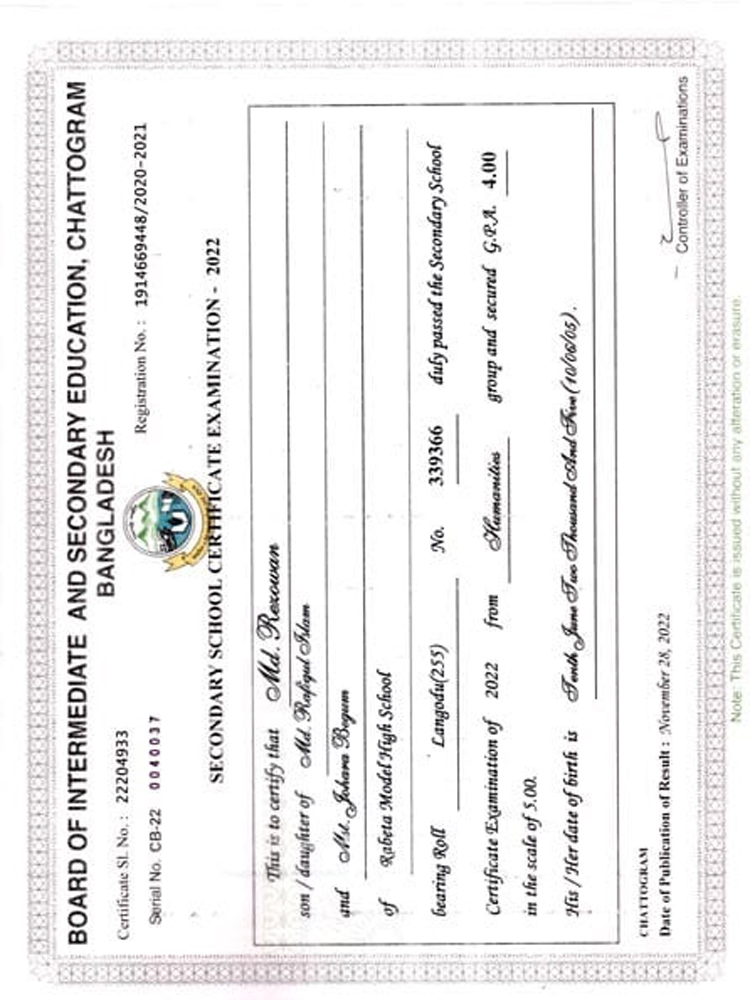 BOARD OF INTERMEDIATE AND SECONDARY EDUCATION, CHATTOGRAM
BANGLADESH
Certificate Sl. No. : 22204933
Registration No. : 1914669448/2020-2021
Serial No. CB-22 0040037
SECONDARY SCHOOL CERTIFICATE EXAMINATION - 2022
This is to certify that Md. Rezowan
son / daughter of Md. Rafiqul Islam
and Mst. Johara Begum
of Rabeta Model High School
bearing Roll Langodu(255) No. 339366 duly passed the Secondary School
Certificate Examination of 2022 from Humanities group and secured G.P.A. 4.00
in the scale of 5.00.
His / Her date of birth is Tenth June Two Thousand And Five (10/06/05).
CHATTOGRAM
Date of Publication of Result : November 28, 2022
Controller of Examinations
Note : This Certificate is issued without any alteration or erasure.